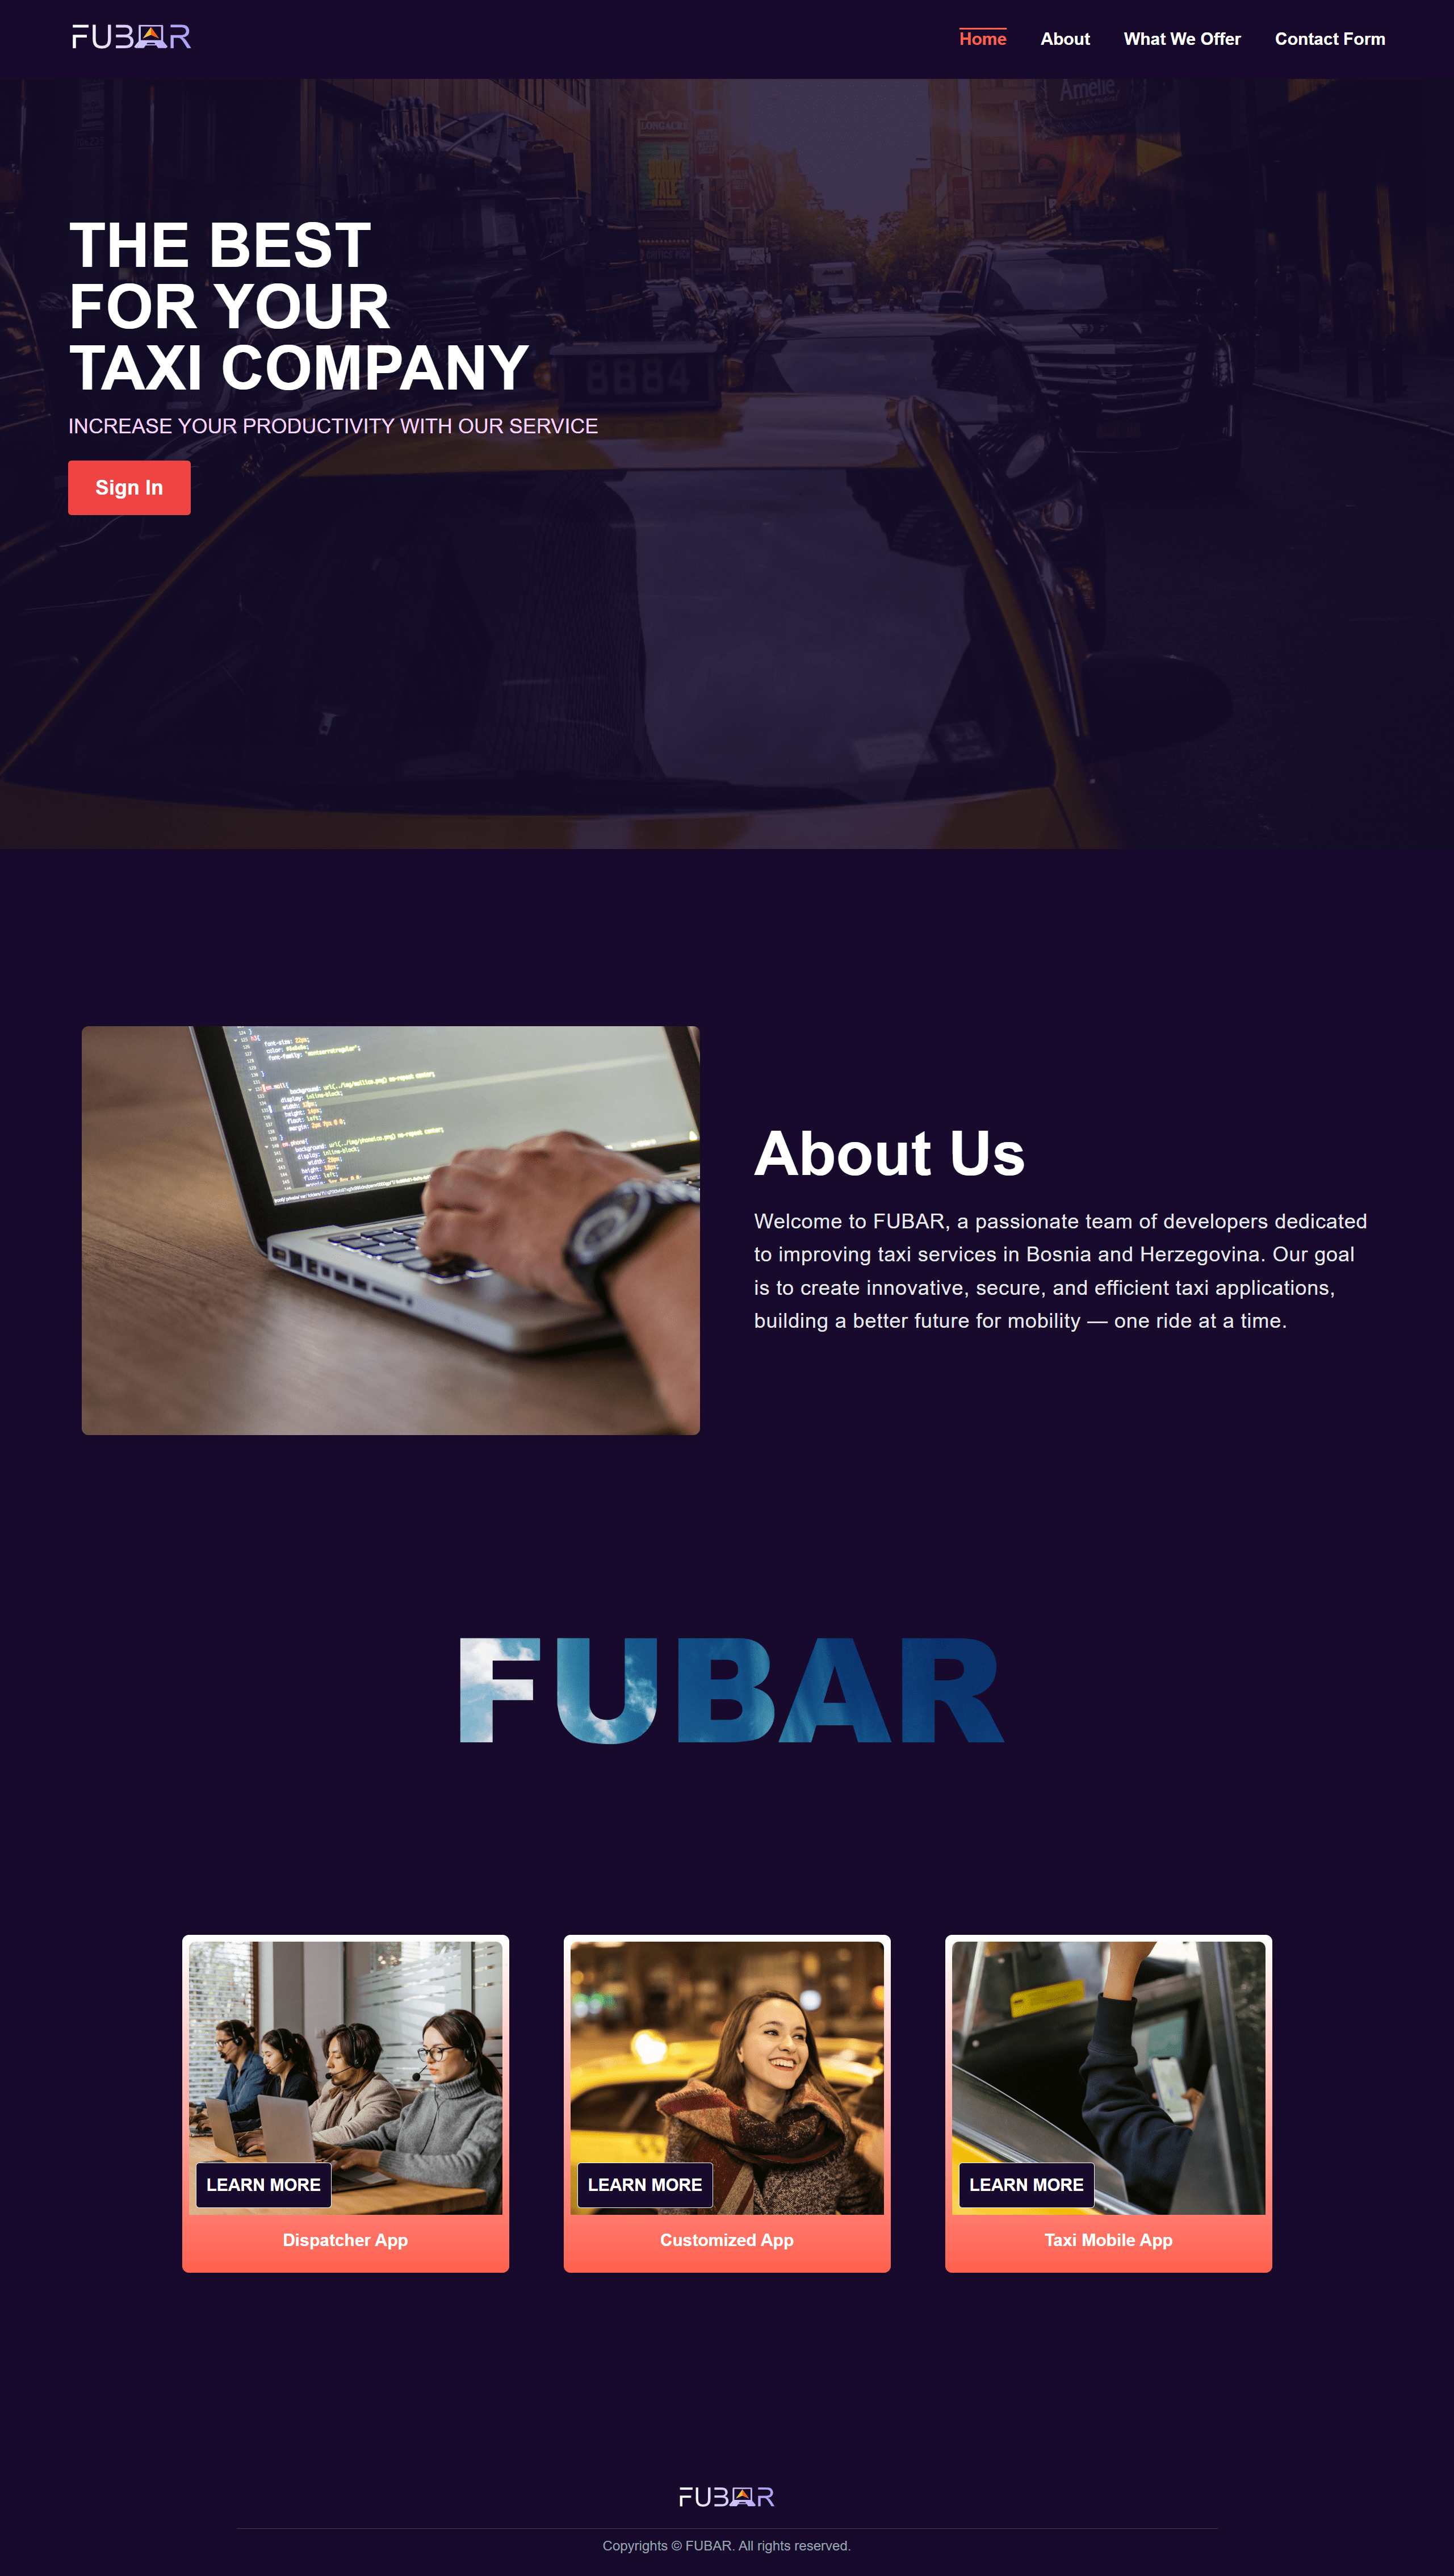 FUBAR
Home About What We Offer Contact Form
Amelie
LONGACRE
8884
THE BEST
FOR YOUR
TAXI COMPANY
INCREASE YOUR PRODUCTIVITY WITH OUR SERVICE
Sign In
About Us
Welcome to FUBAR, a passionate team of developers dedicated
to improving taxi services in Bosnia and Herzegovina. Our goal
is to create innovative, secure, and efficient taxi applications,
building a better future for mobility — one ride at a time.
FUBAR
LEARN MORE
Dispatcher App
LEARN MORE
Customized App
LEARN MORE
Taxi Mobile App
FUBAR
Copyrights © FUBAR. All rights reserved.